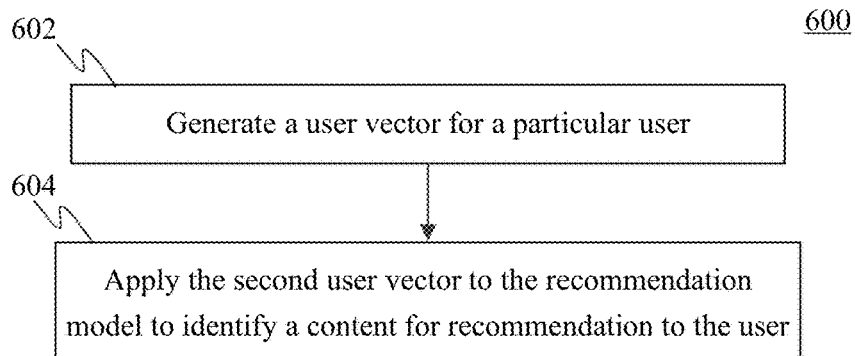 600
602
Generate a user vector for a particular user
604
Apply the second user vector to the recommendation
model to identify a content for recommendation to the user